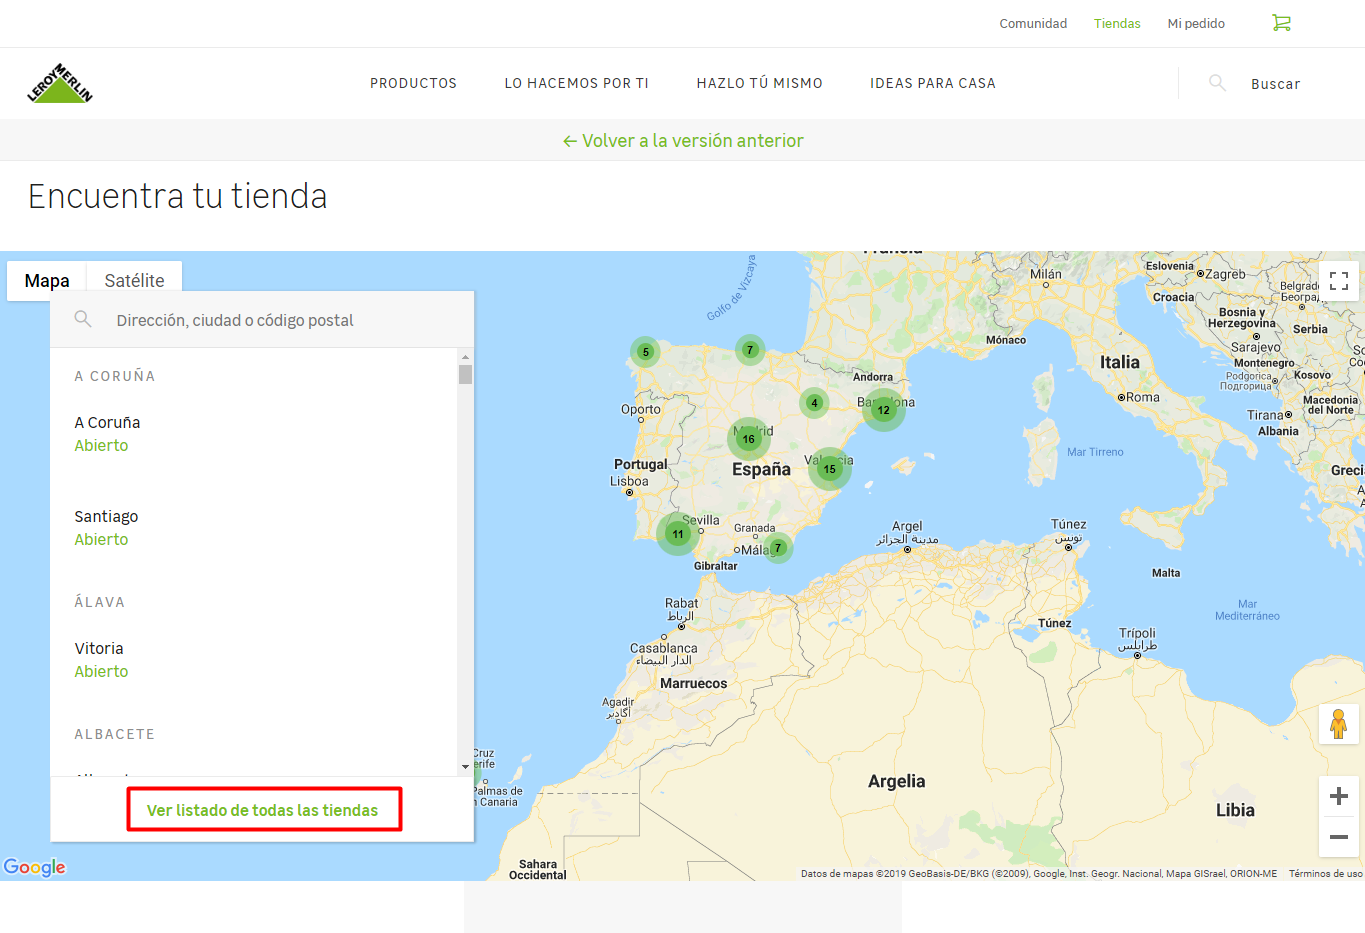 Comunidad Tiendas Mi pedido
LEROY MERLIN
PRODUCTOS LO HACEMOS POR TI HAZLO TÚ MISMO IDEAS PARA CASA Buscar
← Volver a la versión anterior
Encuentra tu tienda
Mapa Satélite
Dirección, ciudad o código postal
A CORUÑA
A Coruña
Abierto
Santiago
Abierto
ÁLAVA
Vitoria
Abierto
ALBACETE
Ver listado de todas las tiendas
Google
Francia
Golfo de Vizcaya
Milán
Eslovenia
Zagreb
Croacia
Belgrado
Београд
Bosnia y
Herzegovina
Serbia
Sarajevo
Mónaco
Montenegro
Podgorica
Подгорица
Kosovo
Italia
Andorra
Roma
Macedonia
del Norte
Tirana
Albania
5
7
4
Barcelona
12
Oporto
Madrid
16
Mar Tirreno
Portugal
España
Valencia
15
Lisboa
Grecia
Sevilla
11
Granada
Málaga
7
Gibraltar
Argel
مدينة الجزائر
Túnez
تونس
Malta
Rabat
الرباط
Mar
Mediterráneo
Túnez
Trípoli
طرابلس
Casablanca
الدار البيضاء
Marruecos
Agadir
أكادير
Cruz
erife
Palmas de
n Canaria
Argelia
Libia
Sahara
Occidental
Datos de mapas ©2019 GeoBasis-DE/BKG (©2009), Google, Inst. Geogr. Nacional, Mapa GISrael, ORION-ME Términos de uso